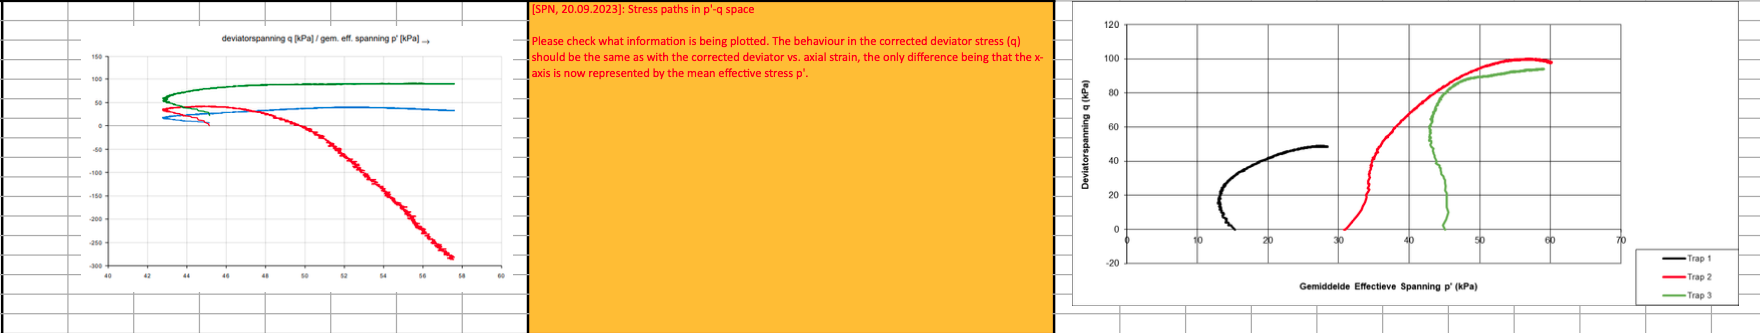 deviatorspanning q [kPa] / gem. eff. spanning p' [kPa] →
150
100
50
0
-50
-100
-150
-200
-250
-300
40 42 44 46 48 50 52 54 56 58 60
[SPN, 20.09.2023]: Stress paths in p'-q space
Please check what information is being plotted. The behaviour in the corrected deviator stress (q)
should be the same as with the corrected deviator vs. axial strain, the only difference being that the x-
axis is now represented by the mean effective stress p'.
120
100
80
60
40
20
0
-20
0 10 20 30 40 50 60 70
Deviatorspanning q (kPa)
Gemiddelde Effectieve Spanning p' (kPa)
Trap 1
Trap 2
Trap 3